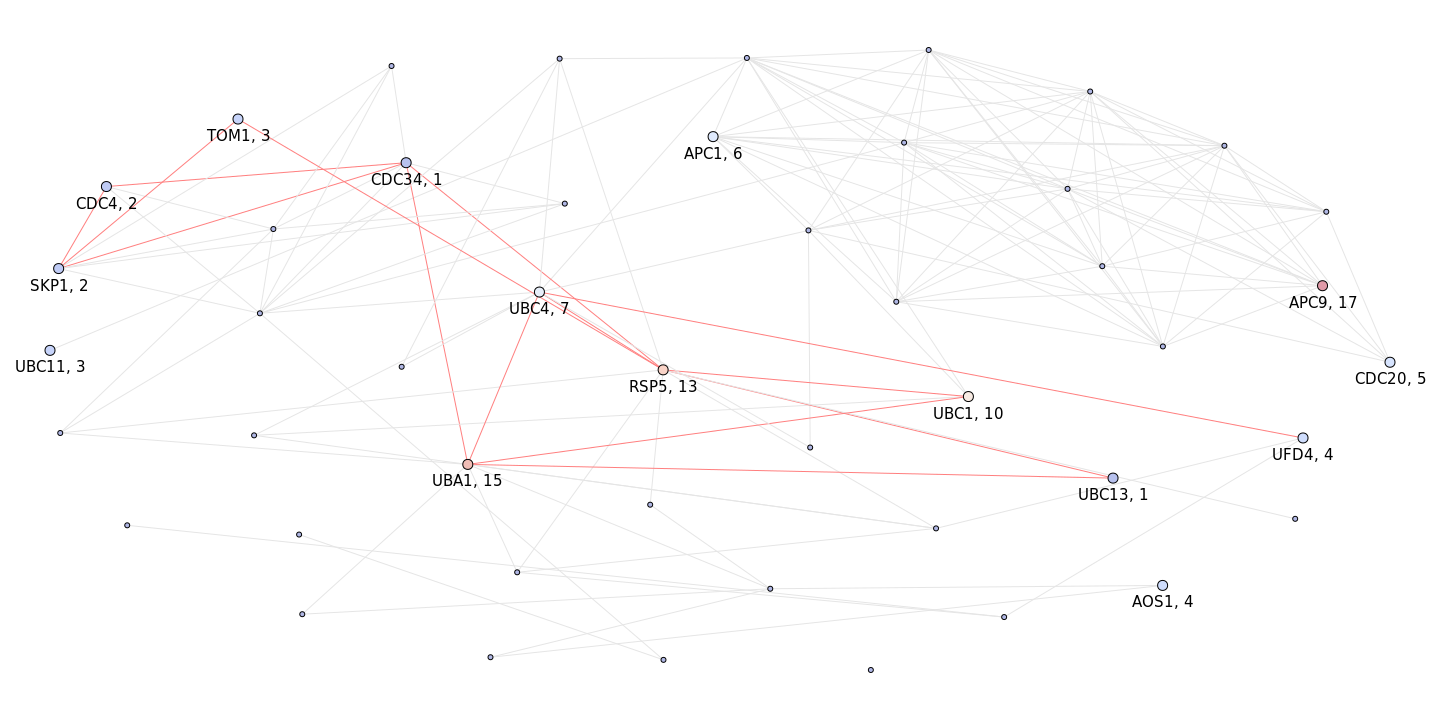 TOM1, 3
APC1, 6
CDC34, 1
CDC4, 2
SKP1, 2
APC9, 17
UBC4, 7
UBC11, 3
CDC20, 5
RSP5, 13
UBC1, 10
UFD4, 4
UBA1, 15
UBC13, 1
AOS1, 4